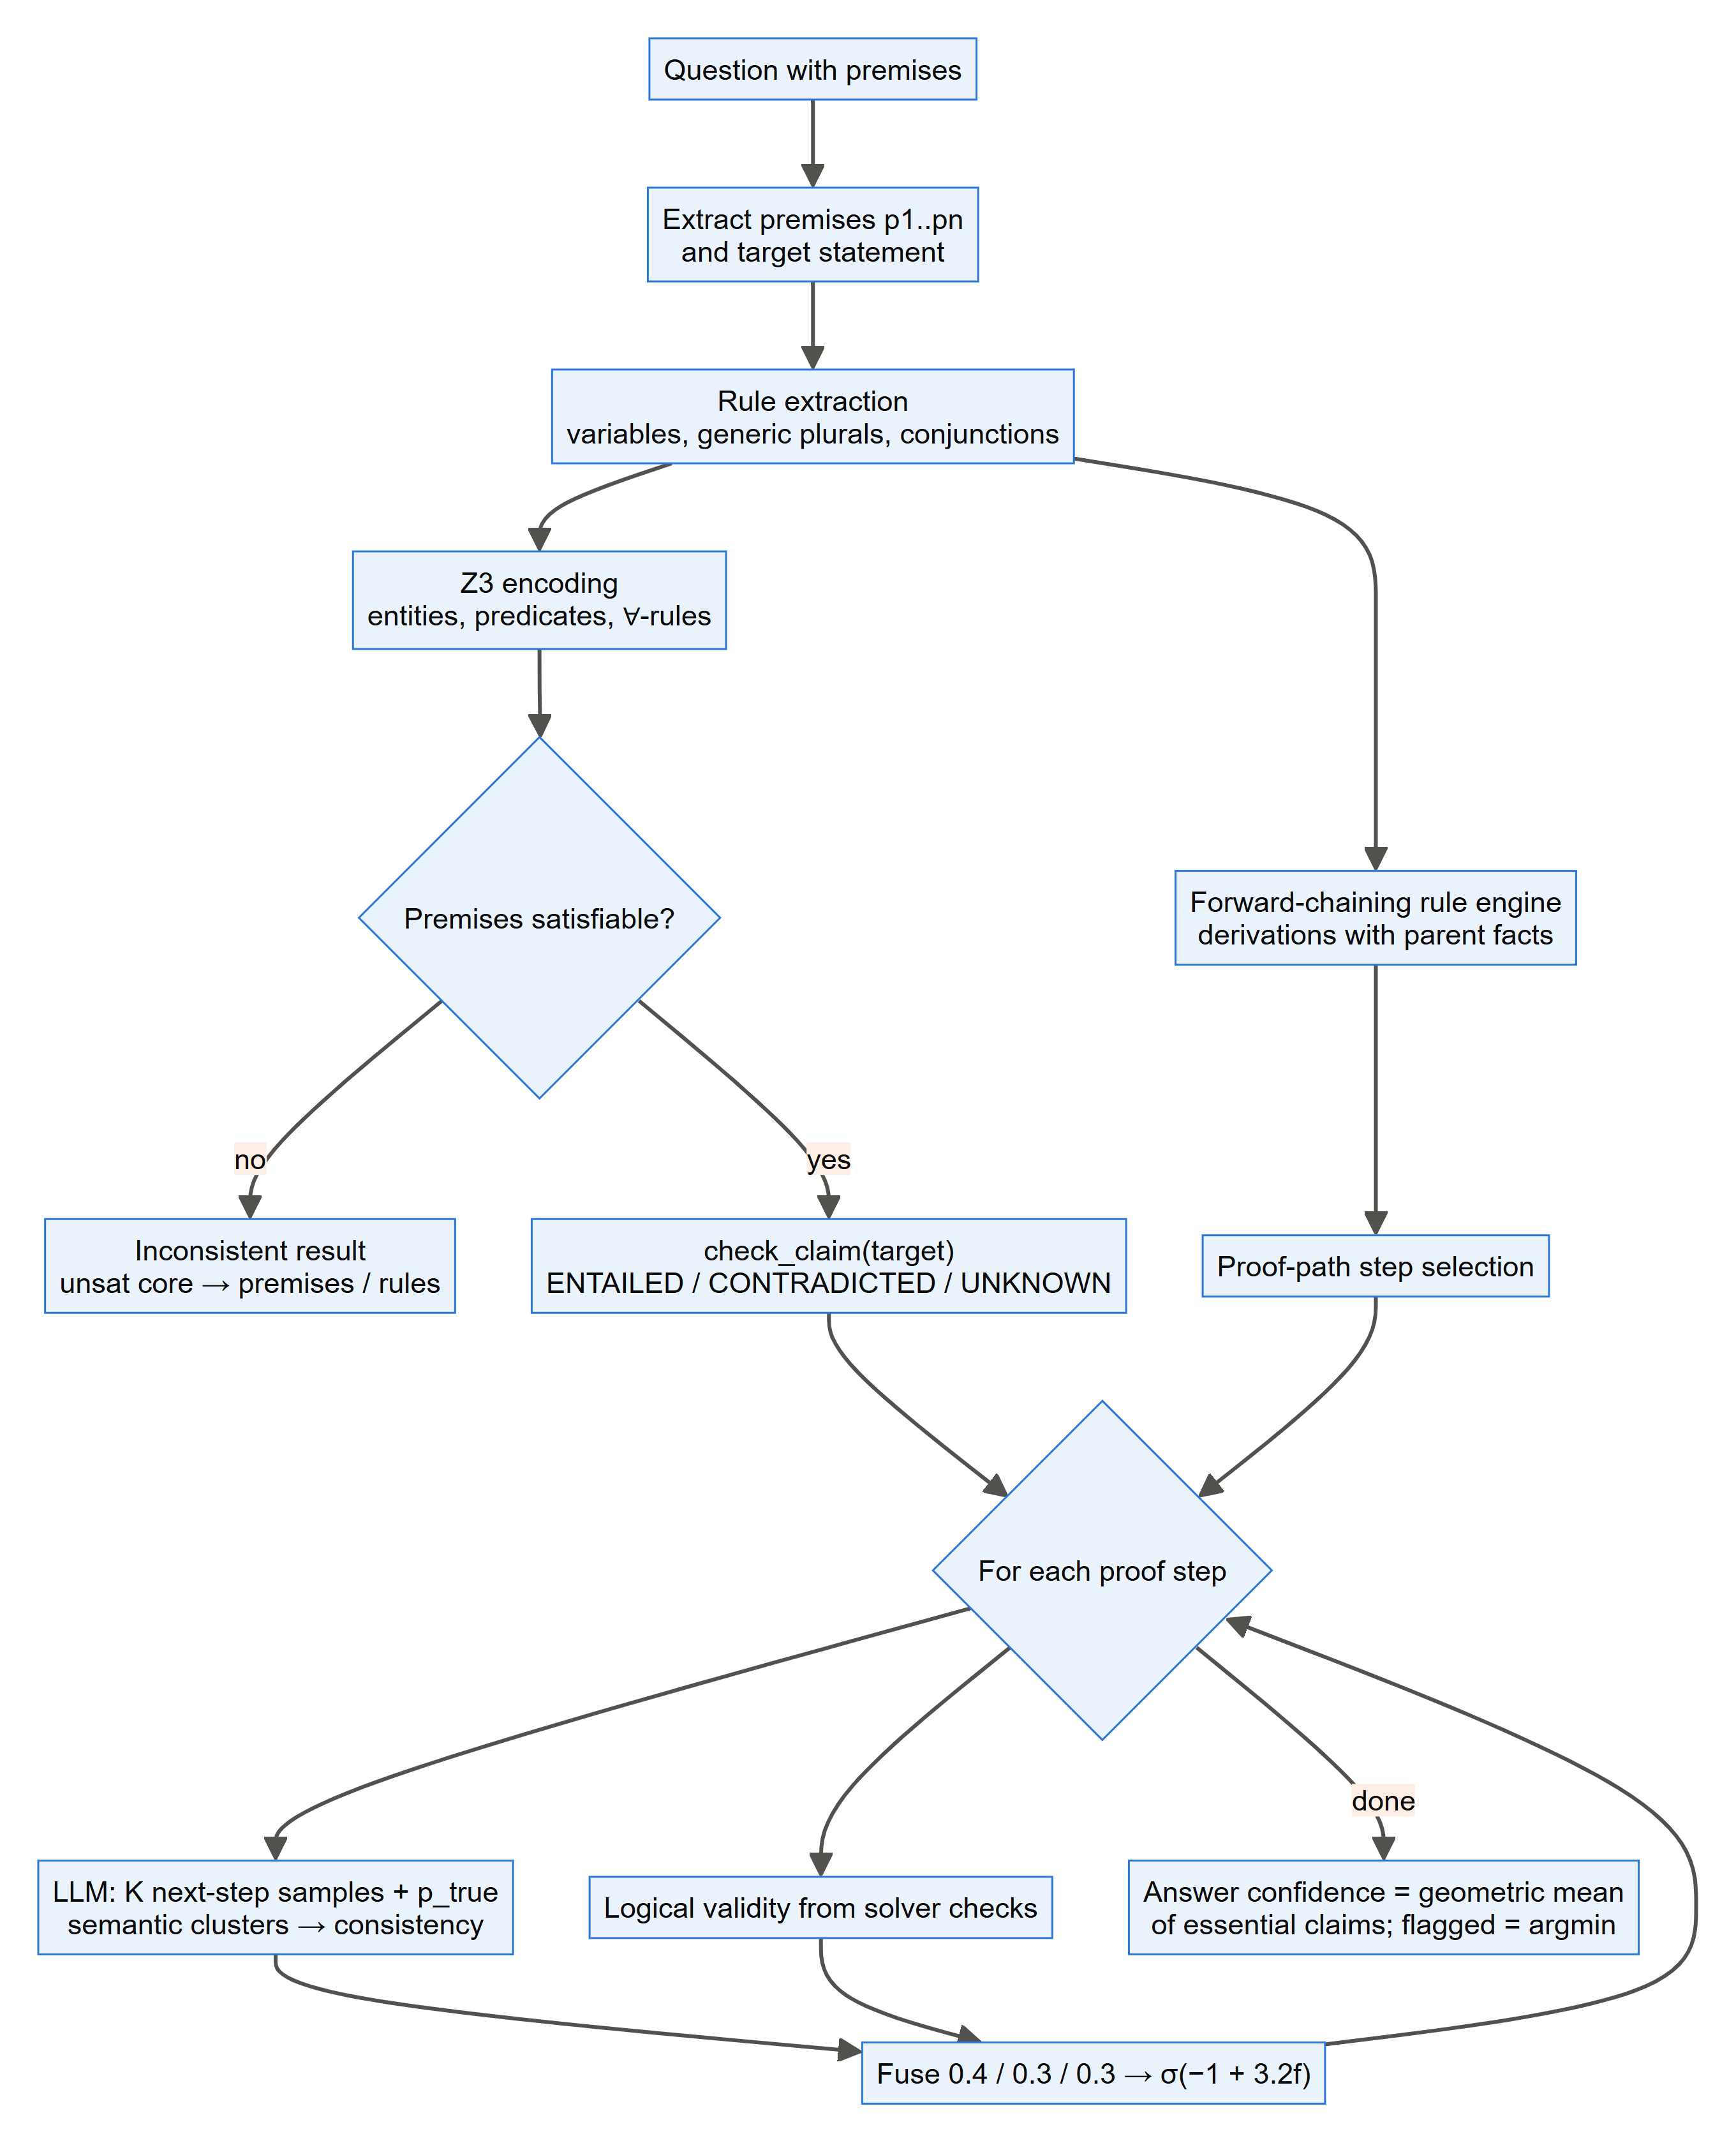 Question with premises
Extract premises p1..pn
and target statement
Rule extraction
variables, generic plurals, conjunctions
Z3 encoding
entities, predicates, ∀-rules
Premises satisfiable?
Forward-chaining rule engine
derivations with parent facts
no
yes
Inconsistent result
unsat core → premises / rules
check_claim(target)
ENTAILED / CONTRADICTED / UNKNOWN
Proof-path step selection
For each proof step
done
LLM: K next-step samples + p_true
semantic clusters → consistency
Logical validity from solver checks
Answer confidence = geometric mean
of essential claims; flagged = argmin
Fuse 0.4 / 0.3 / 0.3 → σ(−1 + 3.2f)